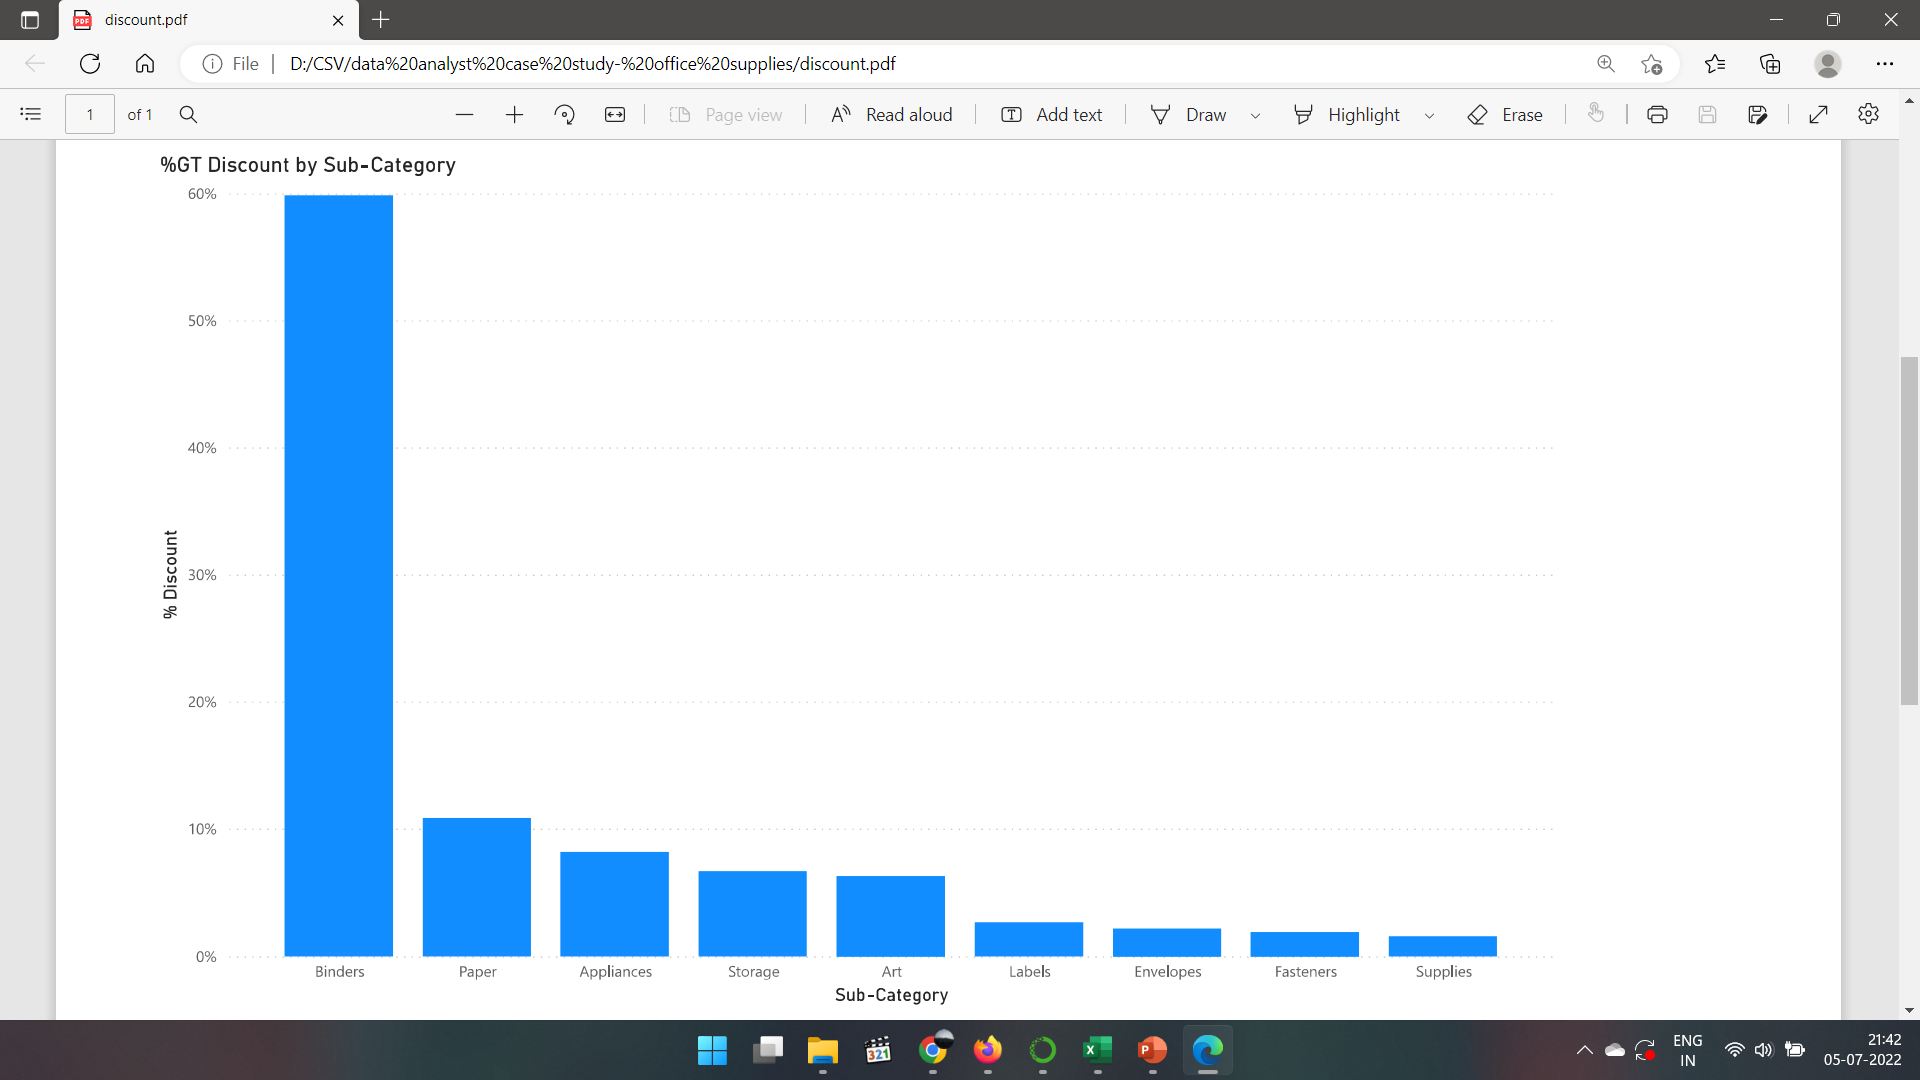 discount.pdf
File
D:/CSV/data%20analyst%20case%20study-%20office%20supplies/discount.pdf
1 of 1
Page view
Read aloud
Add text
Draw
Highlight
Erase
%GT Discount by Sub-Category
60%
50%
40%
30%
20%
10%
0%
% Discount
Binders
Paper
Appliances
Storage
Art
Labels
Envelopes
Fasteners
Supplies
Sub-Category
321
ENG
IN
21:42
05-07-2022